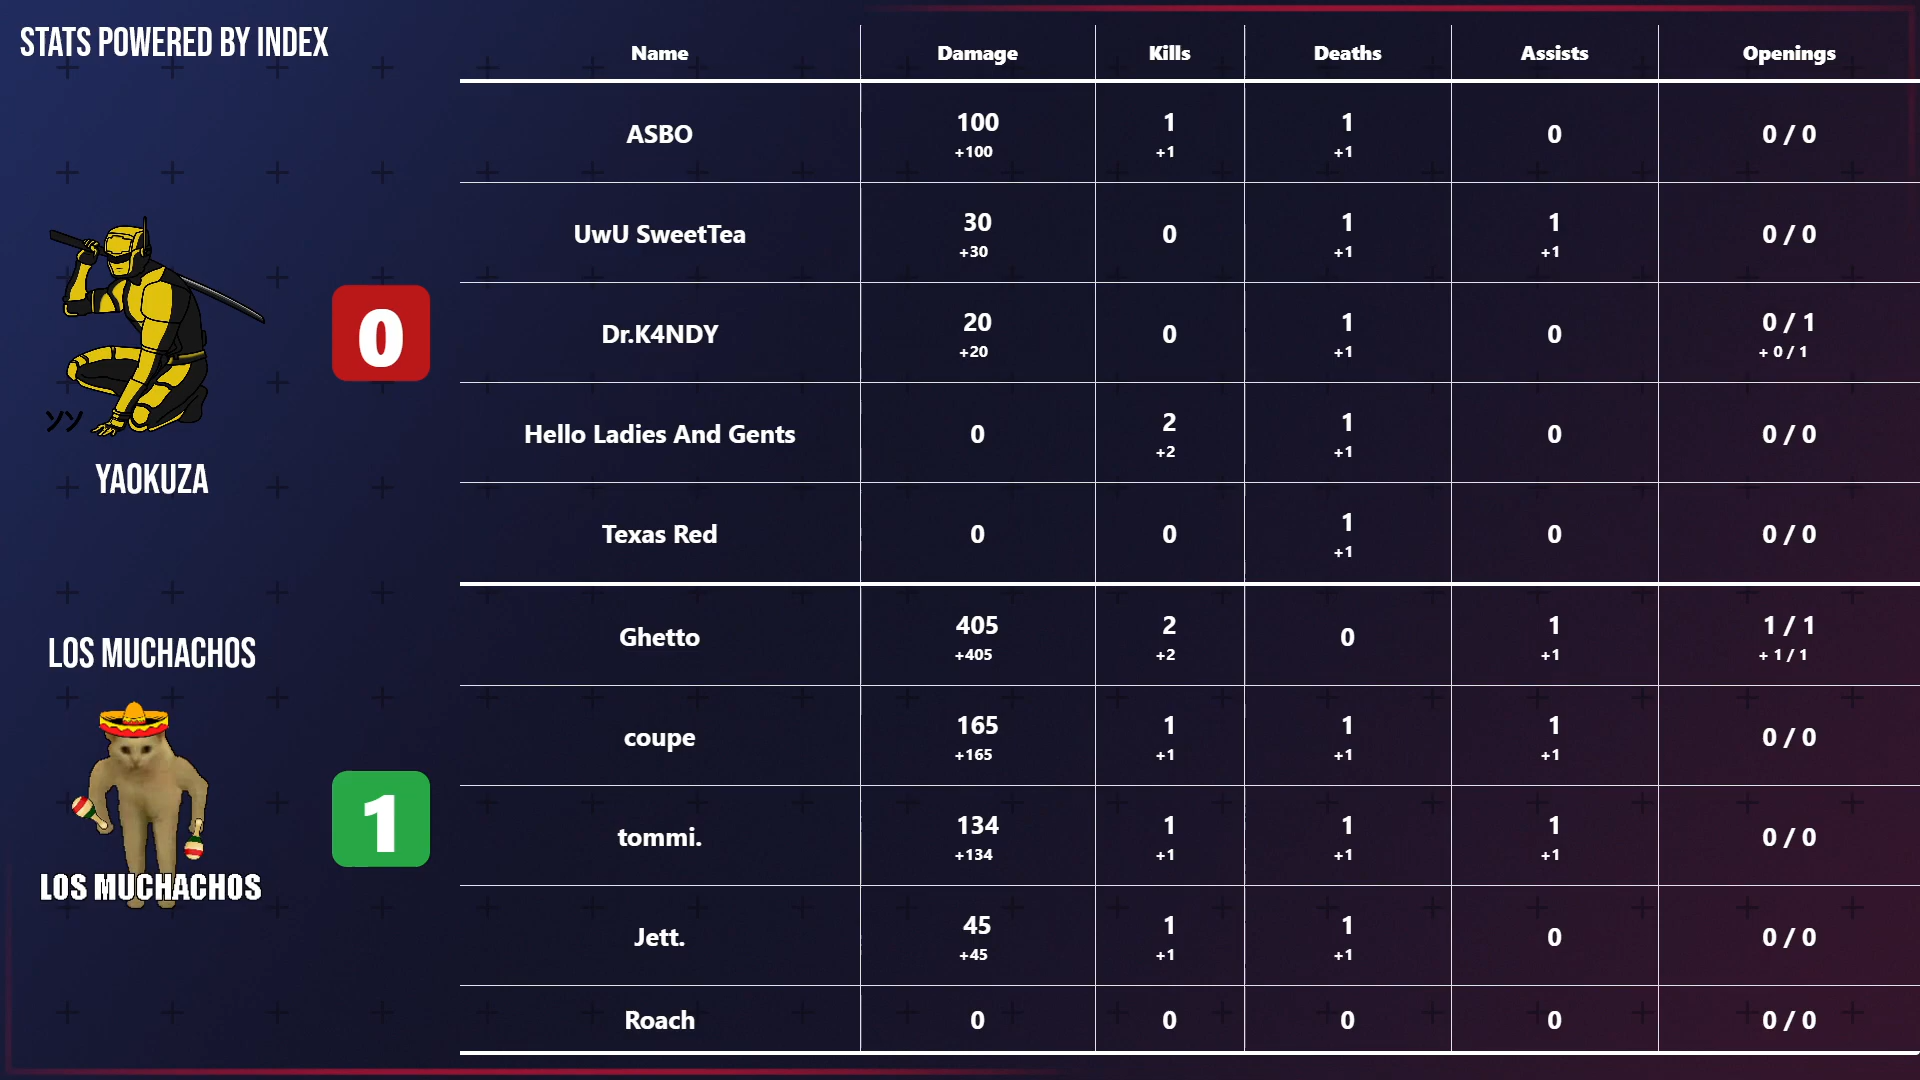 STATS POWERED BY INDEX
Name Damage Kills Deaths Assists Openings
ASBO 100 1 1 0 0 / 0
+100 +1 +1
UwU SweetTea 30 0 1 1 0 / 0
+30 +1 +1
Dr.K4NDY 20 0 1 0 0 / 1
+20 +1 + 0 / 1
Hello Ladies And Gents 0 2 1 0 0 / 0
+2 +1
Texas Red 0 0 1 0 0 / 0
+1
ソソ
YAOKUZA
0
Ghetto 405 2 0 1 1 / 1
+405 +2 +1 + 1 / 1
coupe 165 1 1 1 0 / 0
+165 +1 +1 +1
tommi. 134 1 1 1 0 / 0
+134 +1 +1 +1
Jett. 45 1 1 0 0 / 0
+45 +1 +1
Roach 0 0 0 0 0 / 0
LOS MUCHACHOS
1
LOS MUCHACHOS